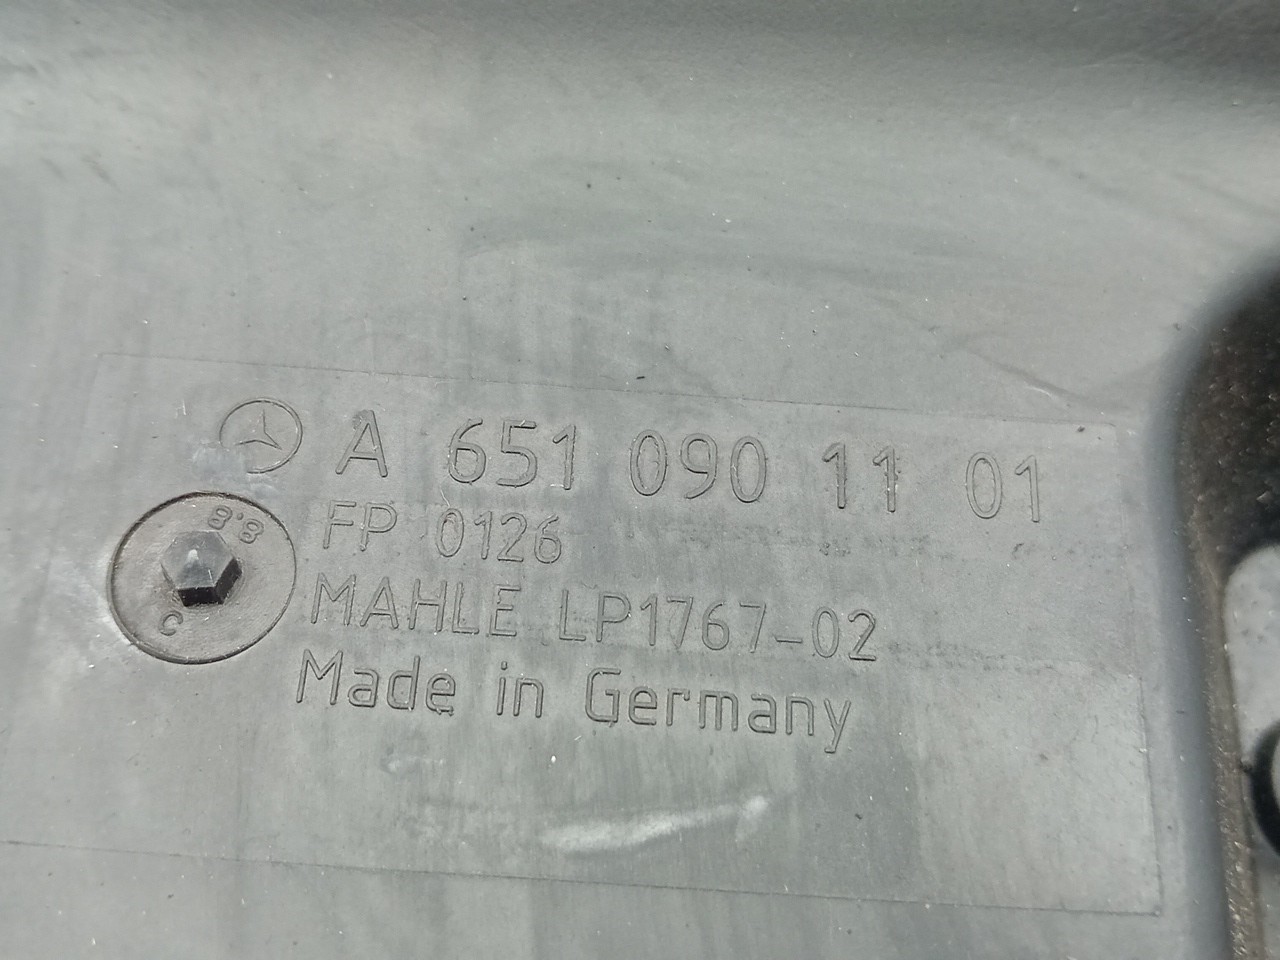 A 651 090 11 01
FP 0126
MAHLE LP1767-02
Made in Germany
8.8
C